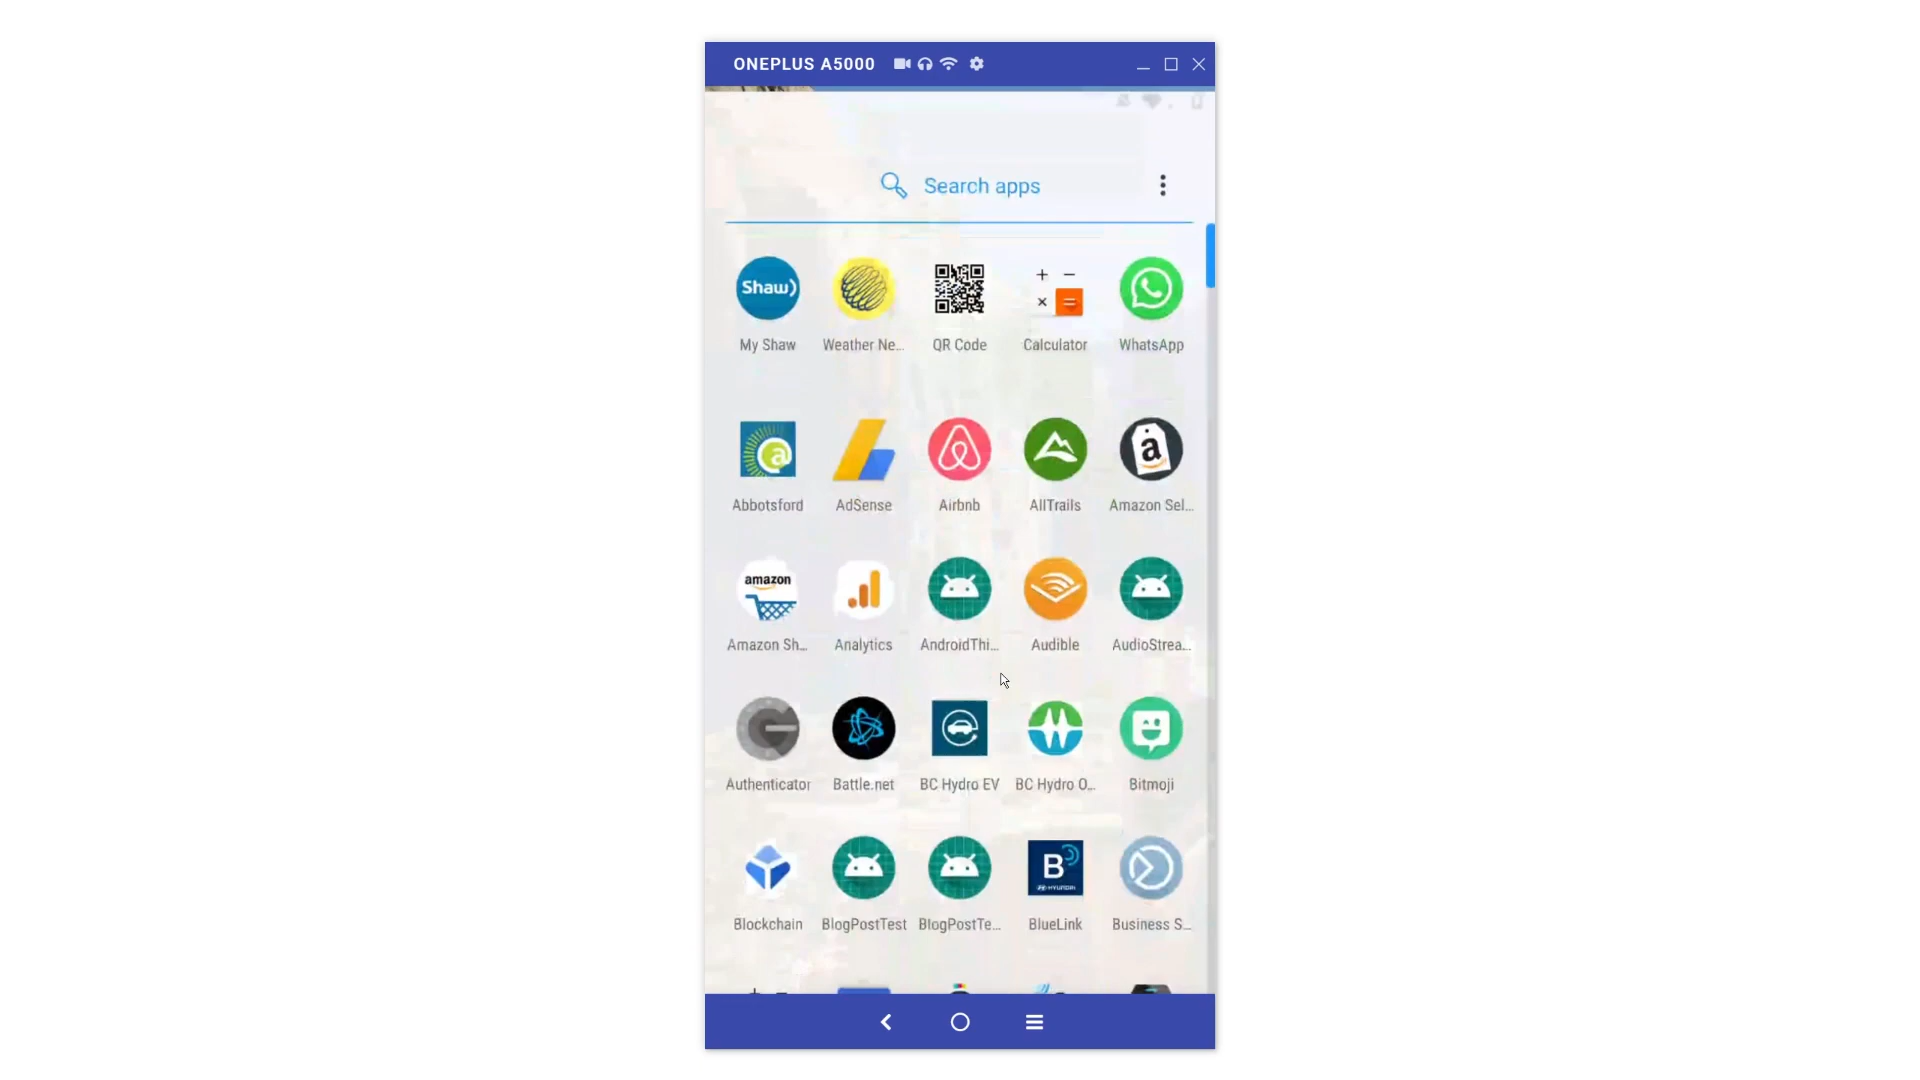 ONEPLUS A5000
Search apps
Shaw)
My Shaw
Weather Ne...
QR Code
Calculator
WhatsApp
Abbotsford
AdSense
Airbnb
AllTrails
Amazon Sel...
amazon
Amazon Sh...
Analytics
AndroidThi...
Audible
AudioStrea...
Authenticator
Battle.net
BC Hydro EV
BC Hydro O...
Bitmoji
B
HYUNDAI
Blockchain
BlogPostTest
BlogPostTe...
BlueLink
Business S...